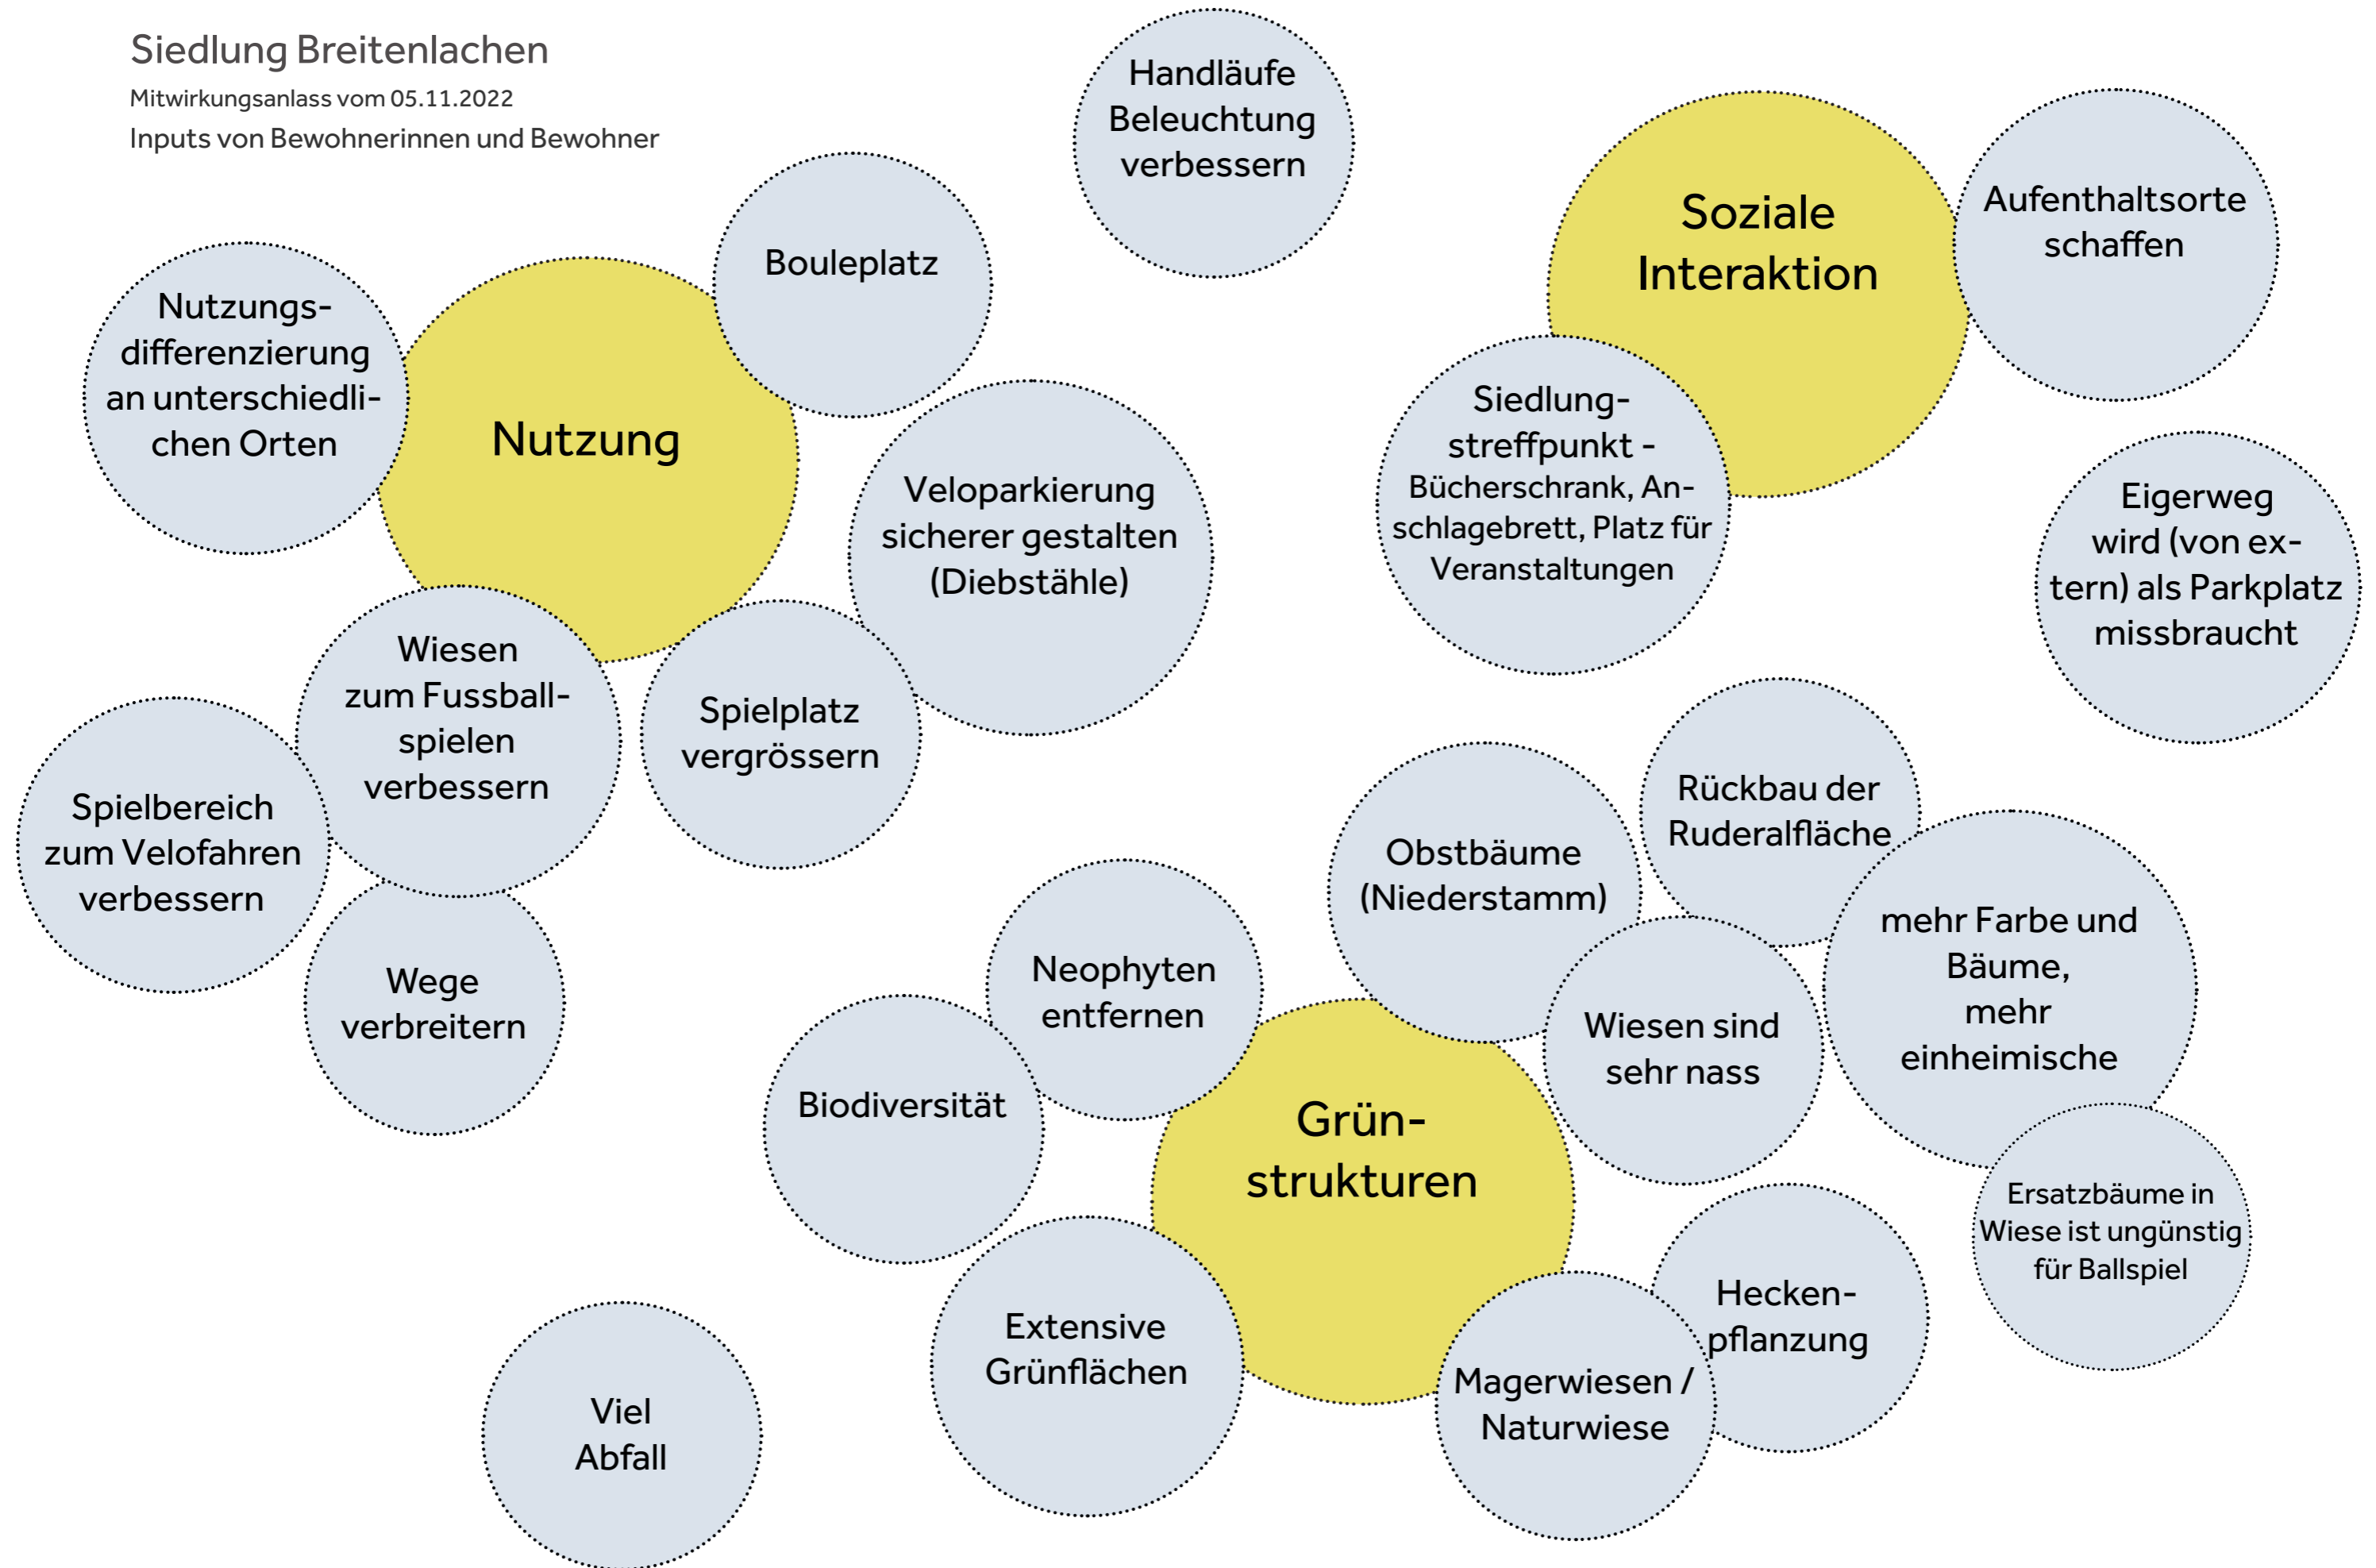 Siedlung Breitenlachen
Mitwirkungsanlass vom 05.11.2022
Inputs von Bewohnerinnen und Bewohner
Handläufe
Beleuchtung
verbessern
Soziale
Interaktion
Aufenthaltsorte
schaffen
Bouleplatz
Nutzungs-
differenzierung
an unterschiedli-
chen Orten
Nutzung
Veloparkierung
sicherer gestalten
(Diebstähle)
Siedlung-
streffpunkt -
Bücherschrank, An-
schlagebrett, Platz für
Veranstaltungen
Eigerweg
wird (von ex-
tern) als Parkplatz
missbraucht
Wiesen
zum Fussball-
spielen
verbessern
Spielplatz
vergrössern
Spielbereich
zum Velofahren
verbessern
Wege
verbreitern
Rückbau der
Ruderalfläche
Obstbäume
(Niederstamm)
mehr Farbe und
Bäume,
mehr
einheimische
Neophyten
entfernen
Wiesen sind
sehr nass
Biodiversität
Grün-
strukturen
Ersatzbäume in
Wiese ist ungünstig
für Ballspiel
Hecken-
pflanzung
Extensive
Grünflächen
Magerwiesen /
Naturwiese
Viel
Abfall